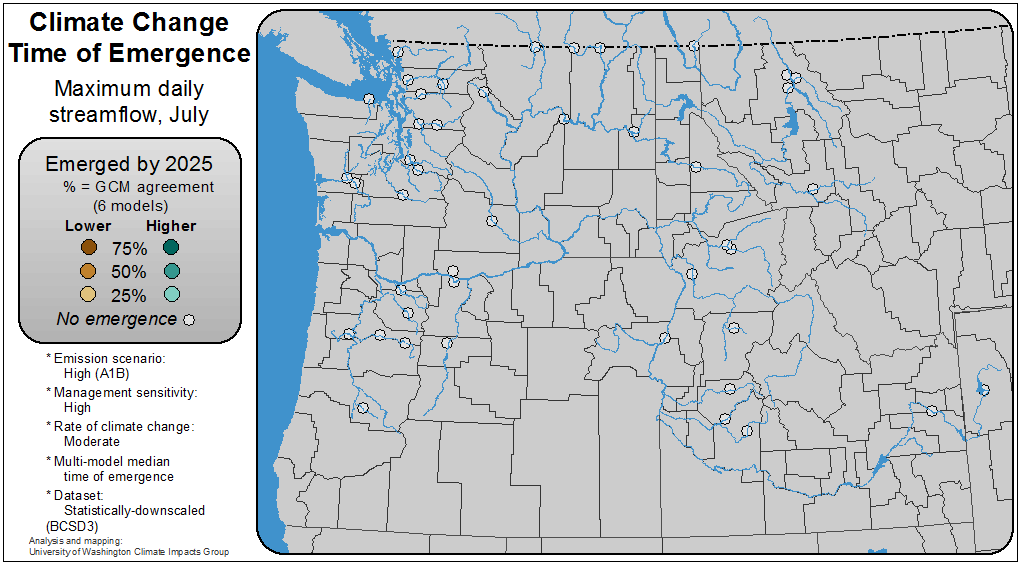 Climate Change
Time of Emergence
Maximum daily
streamflow, July
Emerged by 2025
% = GCM agreement
(6 models)
Lower Higher
75%
50%
25%
No emergence
* Emission scenario:
High (A1B)
* Management sensitivity:
High
* Rate of climate change:
Moderate
* Multi-model median
time of emergence
* Dataset:
Statistically-downscaled
(BCSD3)
Analysis and mapping:
University of Washington Climate Impacts Group